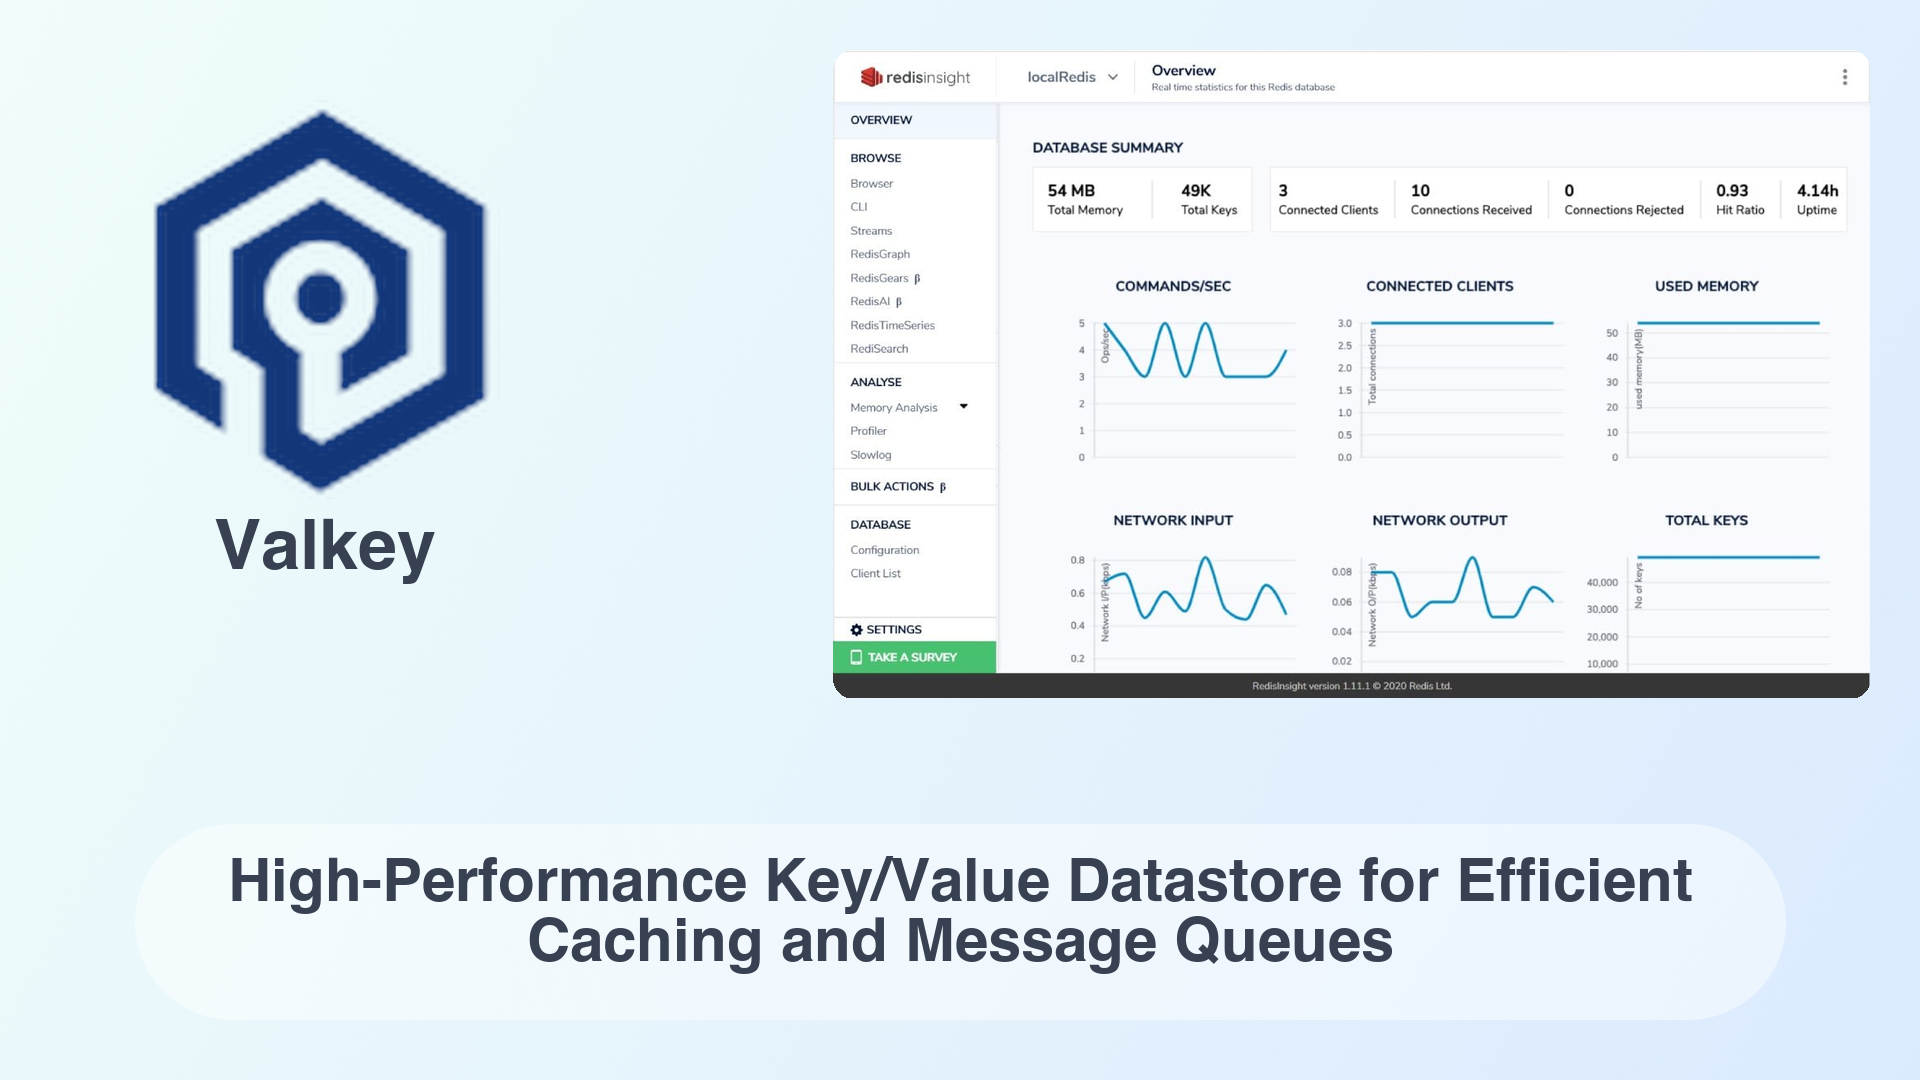 Valkey
redisinsight
localRedis
Overview
Real time statistics for this Redis database
OVERVIEW
BROWSE
Browser
CLI
Streams
RedisGraph
RedisGears β
RedisAI β
RedisTimeSeries
RediSearch
ANALYSE
Memory Analysis
Profiler
Slowlog
BULK ACTIONS β
DATABASE
Configuration
Client List
SETTINGS
TAKE A SURVEY
DATABASE SUMMARY
54 MB
Total Memory
49K
Total Keys
3
Connected Clients
10
Connections Received
0
Connections Rejected
0.93
Hit Ratio
4.14h
Uptime
COMMANDS/SEC
Ops/sec
5
4
3
2
1
0
CONNECTED CLIENTS
Total connections
3.0
2.5
2.0
1.5
1.0
0.5
0.0
USED MEMORY
used memory(MB)
50
40
30
20
10
0
NETWORK INPUT
Network I/P(kbps)
0.8
0.6
0.4
0.2
NETWORK OUTPUT
Network O/P(kbps)
0.08
0.06
0.04
0.02
TOTAL KEYS
No of keys
40,000
30,000
20,000
10,000
RedisInsight version 1.11.1 © 2020 Redis Ltd.
High-Performance Key/Value Datastore for Efficient
Caching and Message Queues